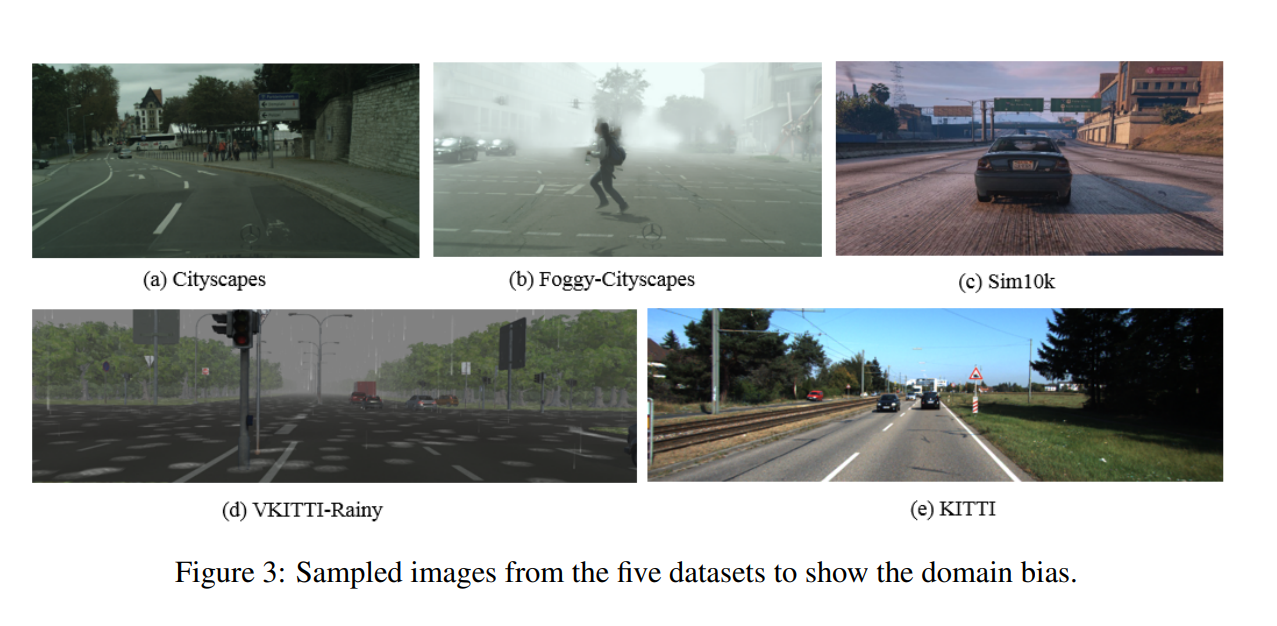 (a) Cityscapes
(b) Foggy-Cityscapes
(c) Sim10k
(d) VKITTI-Rainy
(e) KITTI
Figure 3: Sampled images from the five datasets to show the domain bias.